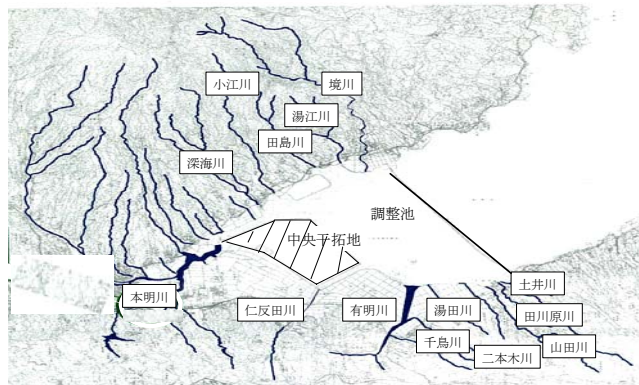 小江川
境川
湯江川
田島川
深海川
調整池
中央干拓地
本明川
仁反田川
有明川
湯田川
土井川
田川原川
千鳥川
二本木川
山田川